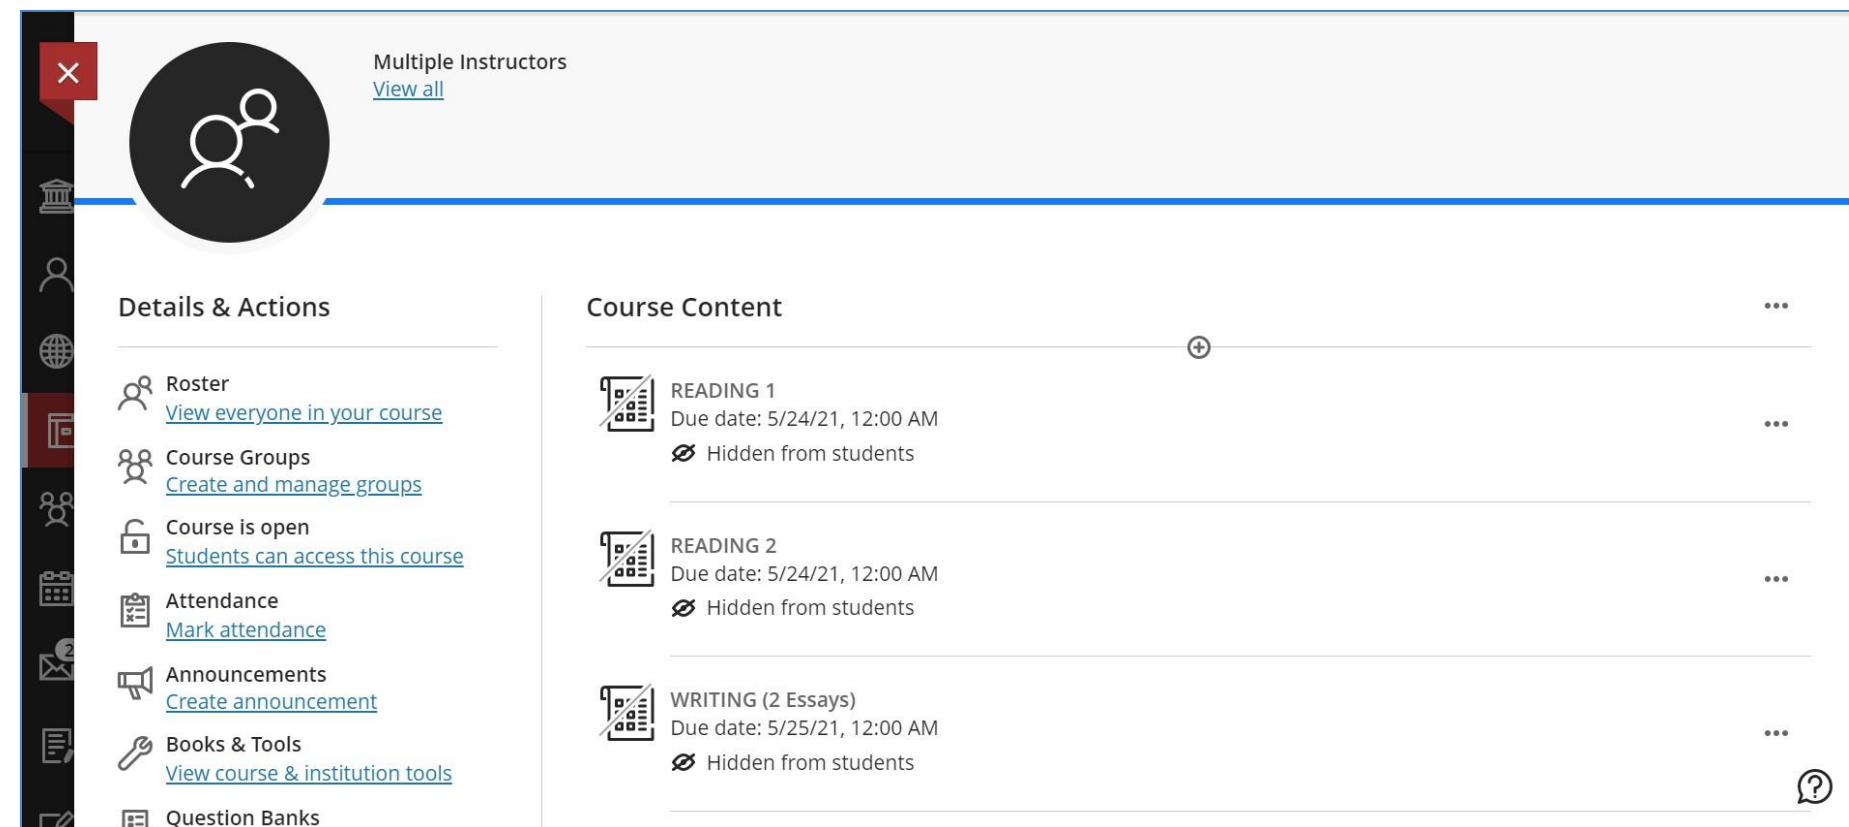 Multiple Instructors
View all
Details & Actions
Roster
View everyone in your course
Course Groups
Create and manage groups
Course is open
Students can access this course
Attendance
Mark attendance
Announcements
Create announcement
Books & Tools
View course & institution tools
Question Banks
Course Content
READING 1
Due date: 5/24/21, 12:00 AM
Hidden from students
READING 2
Due date: 5/24/21, 12:00 AM
Hidden from students
WRITING (2 Essays)
Due date: 5/25/21, 12:00 AM
Hidden from students
2